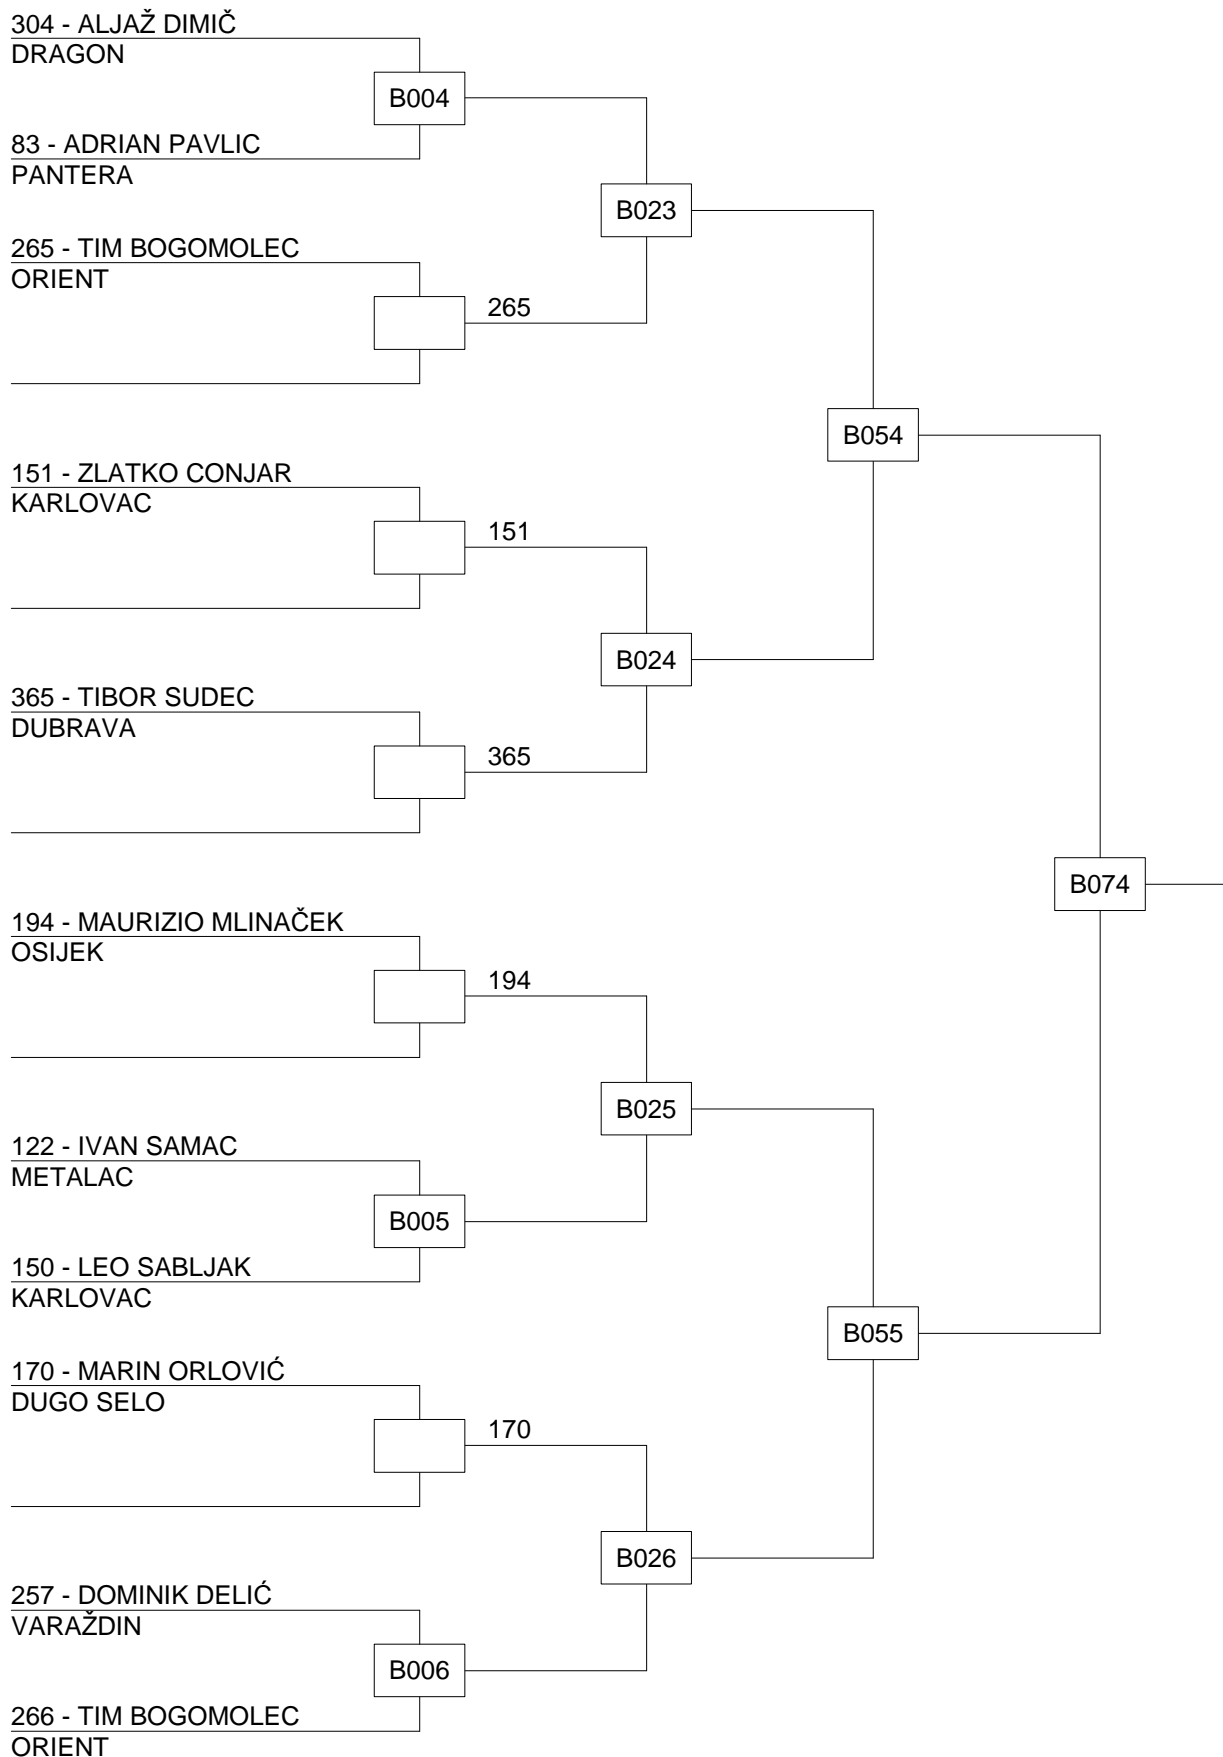 304 - ALJAŽ DIMIČ
DRAGON
B004
83 - ADRIAN PAVLIC
PANTERA
B023
265 - TIM BOGOMOLEC
ORIENT
265
B054
151 - ZLATKO CONJAR
KARLOVAC
151
B024
365 - TIBOR SUDEC
DUBRAVA
365
B074
194 - MAURIZIO MLINAČEK
OSIJEK
194
B025
122 - IVAN SAMAC
METALAC
B005
150 - LEO SABLJAK
KARLOVAC
B055
170 - MARIN ORLOVIĆ
DUGO SELO
170
B026
257 - DOMINIK DELIĆ
VARAŽDIN
B006
266 - TIM BOGOMOLEC
ORIENT